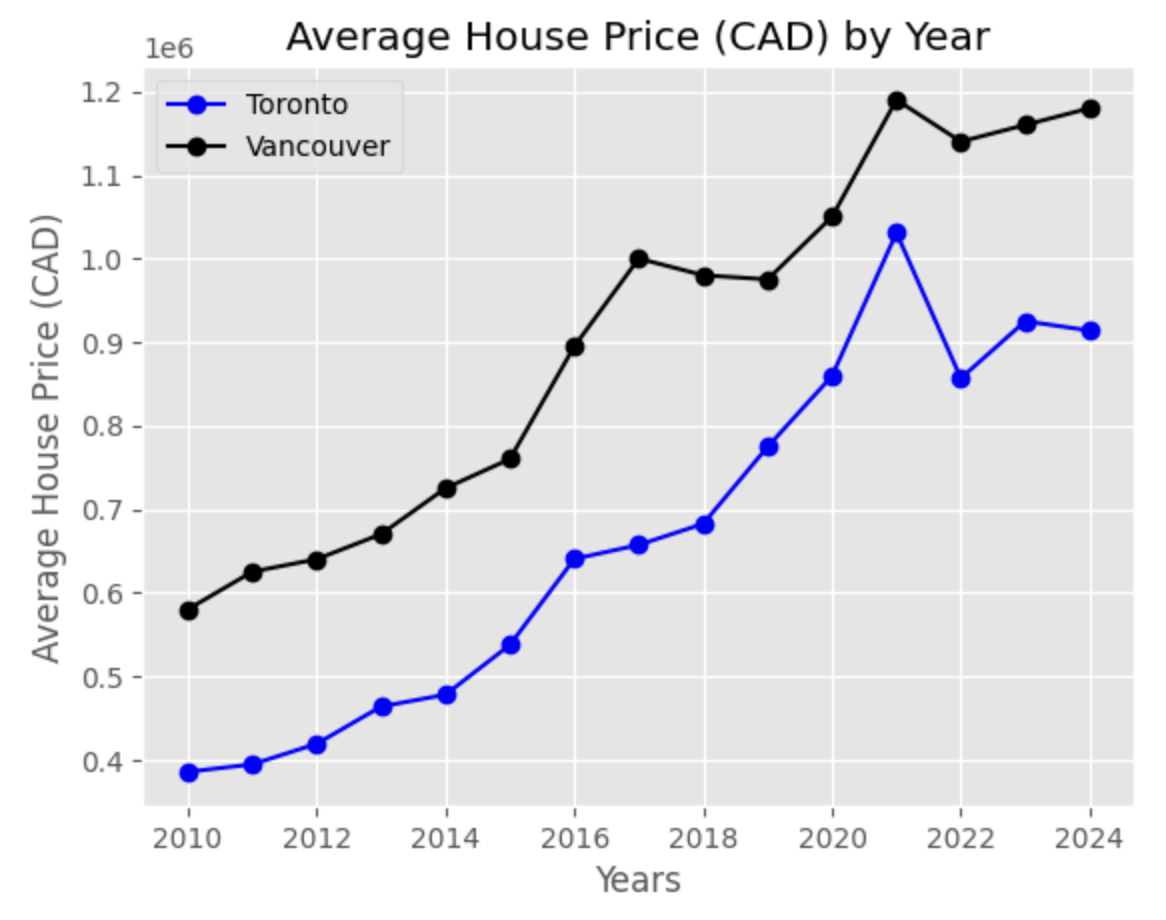 Average House Price (CAD) by Year
1e6
Toronto
Vancouver
1.2
1.1
1.0
0.9
0.8
0.7
0.6
0.5
0.4
Average House Price (CAD)
2010 2012 2014 2016 2018 2020 2022 2024
Years